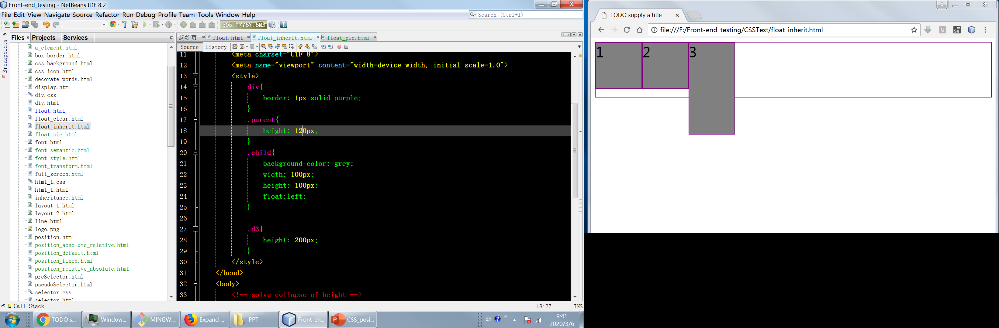 Front-end_testing - NetBeans IDE 8.2
File Edit View Navigate Source Refactor Run Debug Profile Team Tools Window Help
Search (Ctrl+I)
505.7/757.5MB
Breakpoints
Files Projects Services
a_element.html
box_border.html
css_background.html
css_icon.html
decorate_words.html
display.html
div.css
div.html
float.html
float_clear.html
float_inherit.html
float_pic.html
font.html
font_semantic.html
font_style.html
font_transform.html
full_screen.html
html_1.css
html_1.html
inheritance.html
layout_1.html
layout_2.html
line.html
logo.png
position.html
position_absolute_relative.html
position_default.html
position_fixed.html
position_relative_absolute.html
preSelector.html
pseudoSelector.html
selector.css
selector.html
起始页 float.html float_inherit.html float_pic.html
Source History
11 <meta charset="UTF-8">
12 <meta name="viewport" content="width=device-width, initial-scale=1.0">
13 <style>
14 div{
15 border: 1px solid purple;
16 }
17 .parent{
18 height: 120px;
19 }
20 .child{
21 background-color: grey;
22 width: 100px;
23 height: 100px;
24 float:left;
25 }
26
27 .d3{
28 height: 200px;
29 }
30 </style>
31 </head>
32 <body>
33 <!-- solve collapse of height -->
Call Stack
18:27 INS
TODO s... Window... MINGW... Expand ... PPT Front-en... CSS_posi...
EN
9:41
2020/3/6
TODO supply a title
file:///F:/Front-end_testing/CSSTest/float_inherit.html
G Se
1 2 3